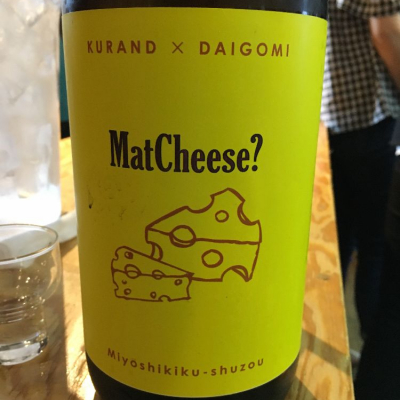 KURAND × DAIGOMI
MatCheese?
Miyoshikiku-shuzou